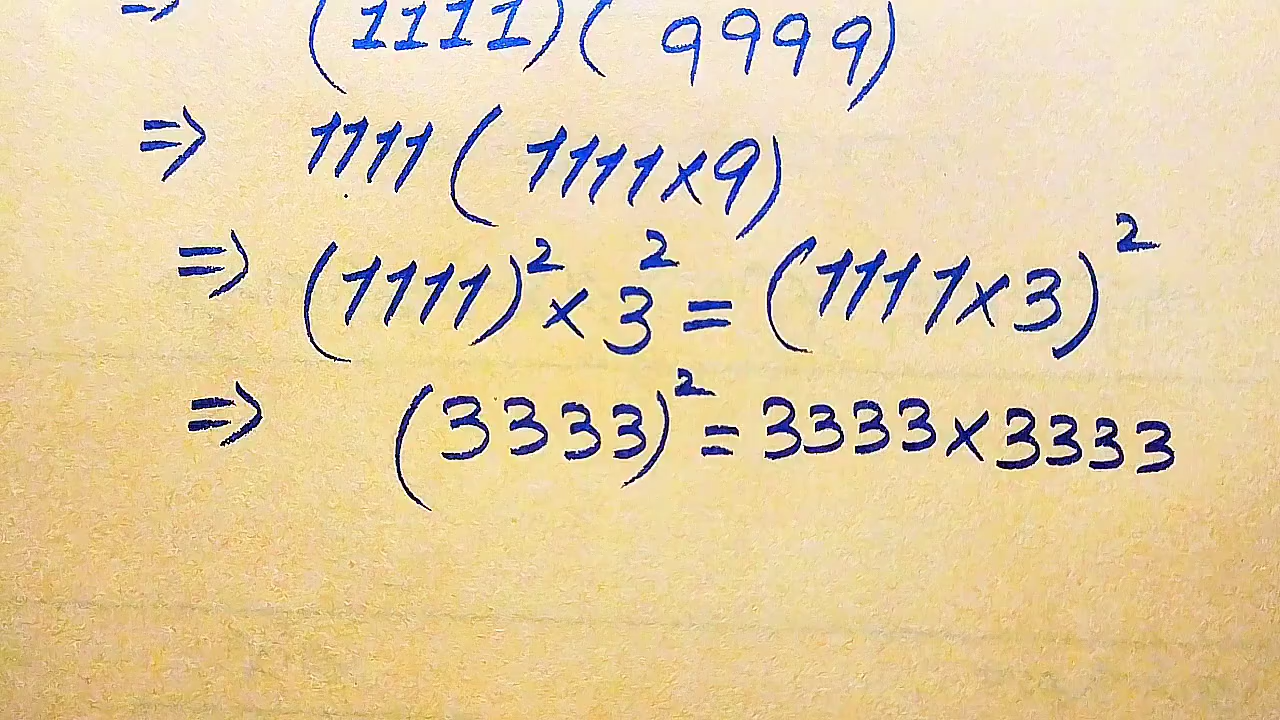 => (1111)( 9999)
=> 1111 ( 1111×9)
=> (1111)² × 3² = (1111×3)²
=> (3333)² = 3333×3333